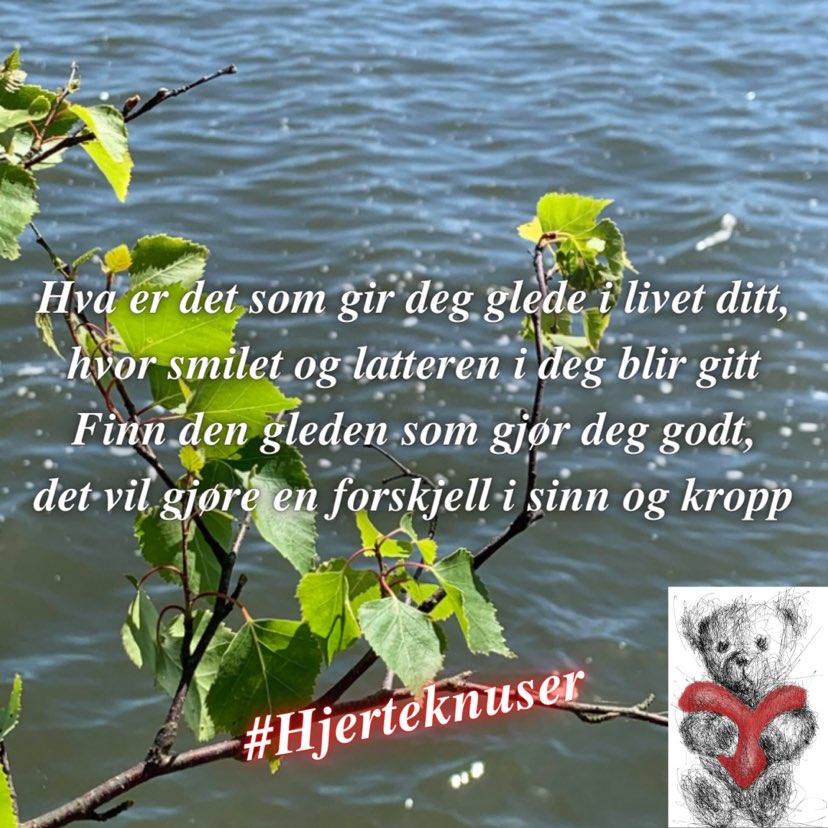 Hva er det som gir deg glede i livet ditt,
hvor smilet og latteren i deg blir gitt
Finn den gleden som gjør deg godt,
det vil gjøre en forskjell i sinn og kropp
#Hjerteknuser